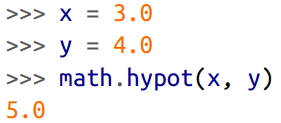 >>> x = 3.0
>>> y = 4.0
>>> math.hypot(x, y)
5.0